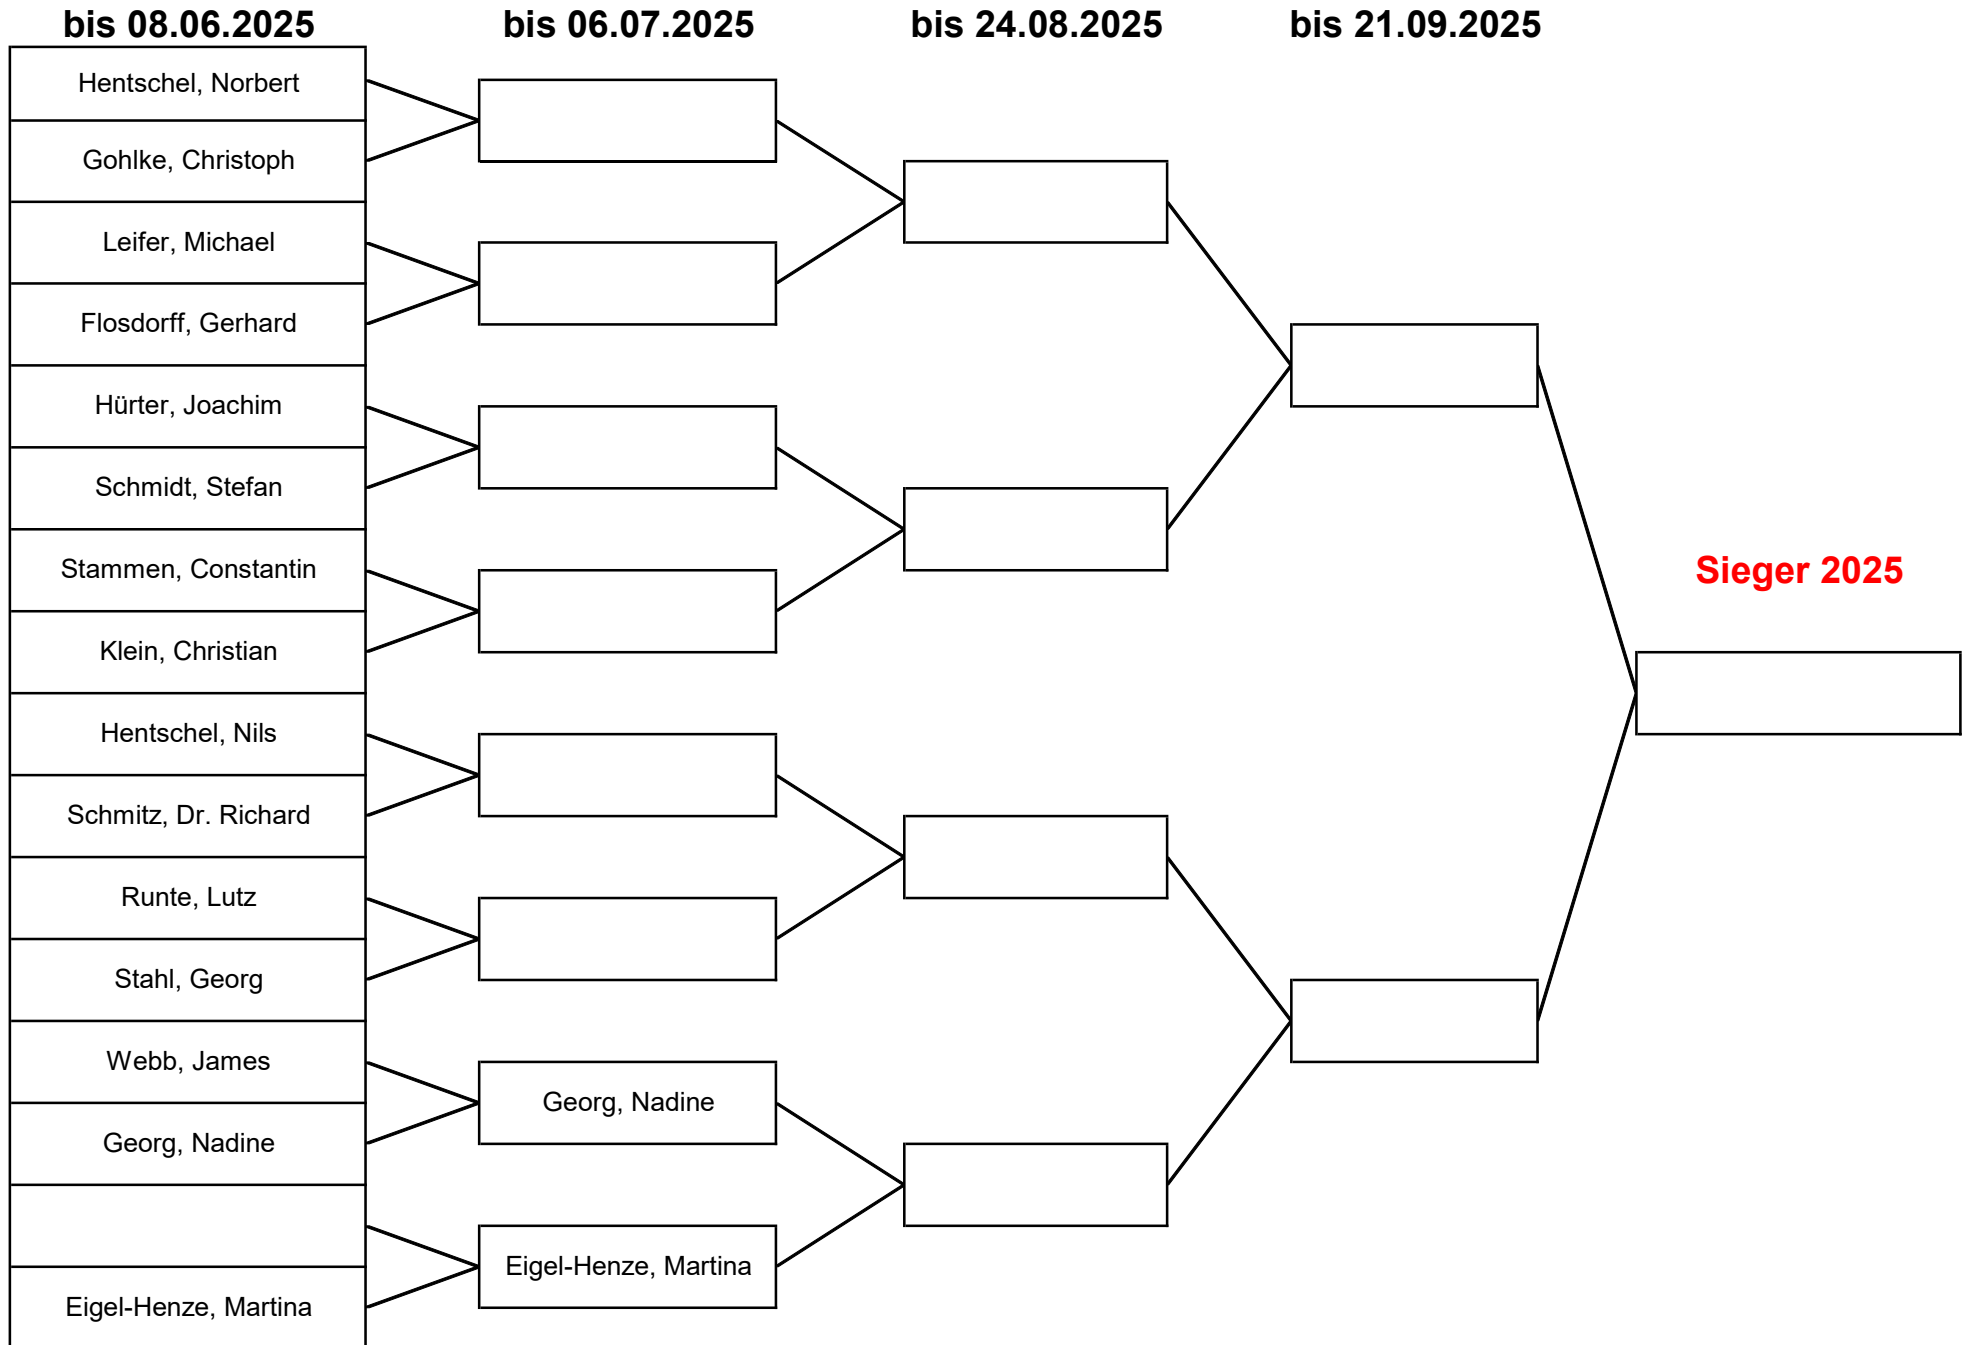 bis 08.06.2025 bis 06.07.2025 bis 24.08.2025 bis 21.09.2025
Hentschel, Norbert
Gohlke, Christoph
Leifer, Michael
Flosdorff, Gerhard
Hürter, Joachim
Schmidt, Stefan
Stammen, Constantin
Sieger 2025
Klein, Christian
Hentschel, Nils
Schmitz, Dr. Richard
Runte, Lutz
Stahl, Georg
Webb, James
Georg, Nadine
Georg, Nadine
Eigel-Henze, Martina
Eigel-Henze, Martina